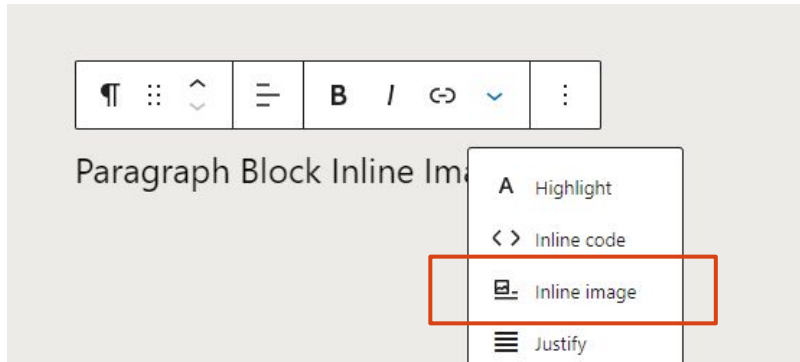 B I
Paragraph Block Inline Ima
A Highlight
Inline code
Inline image
Justify